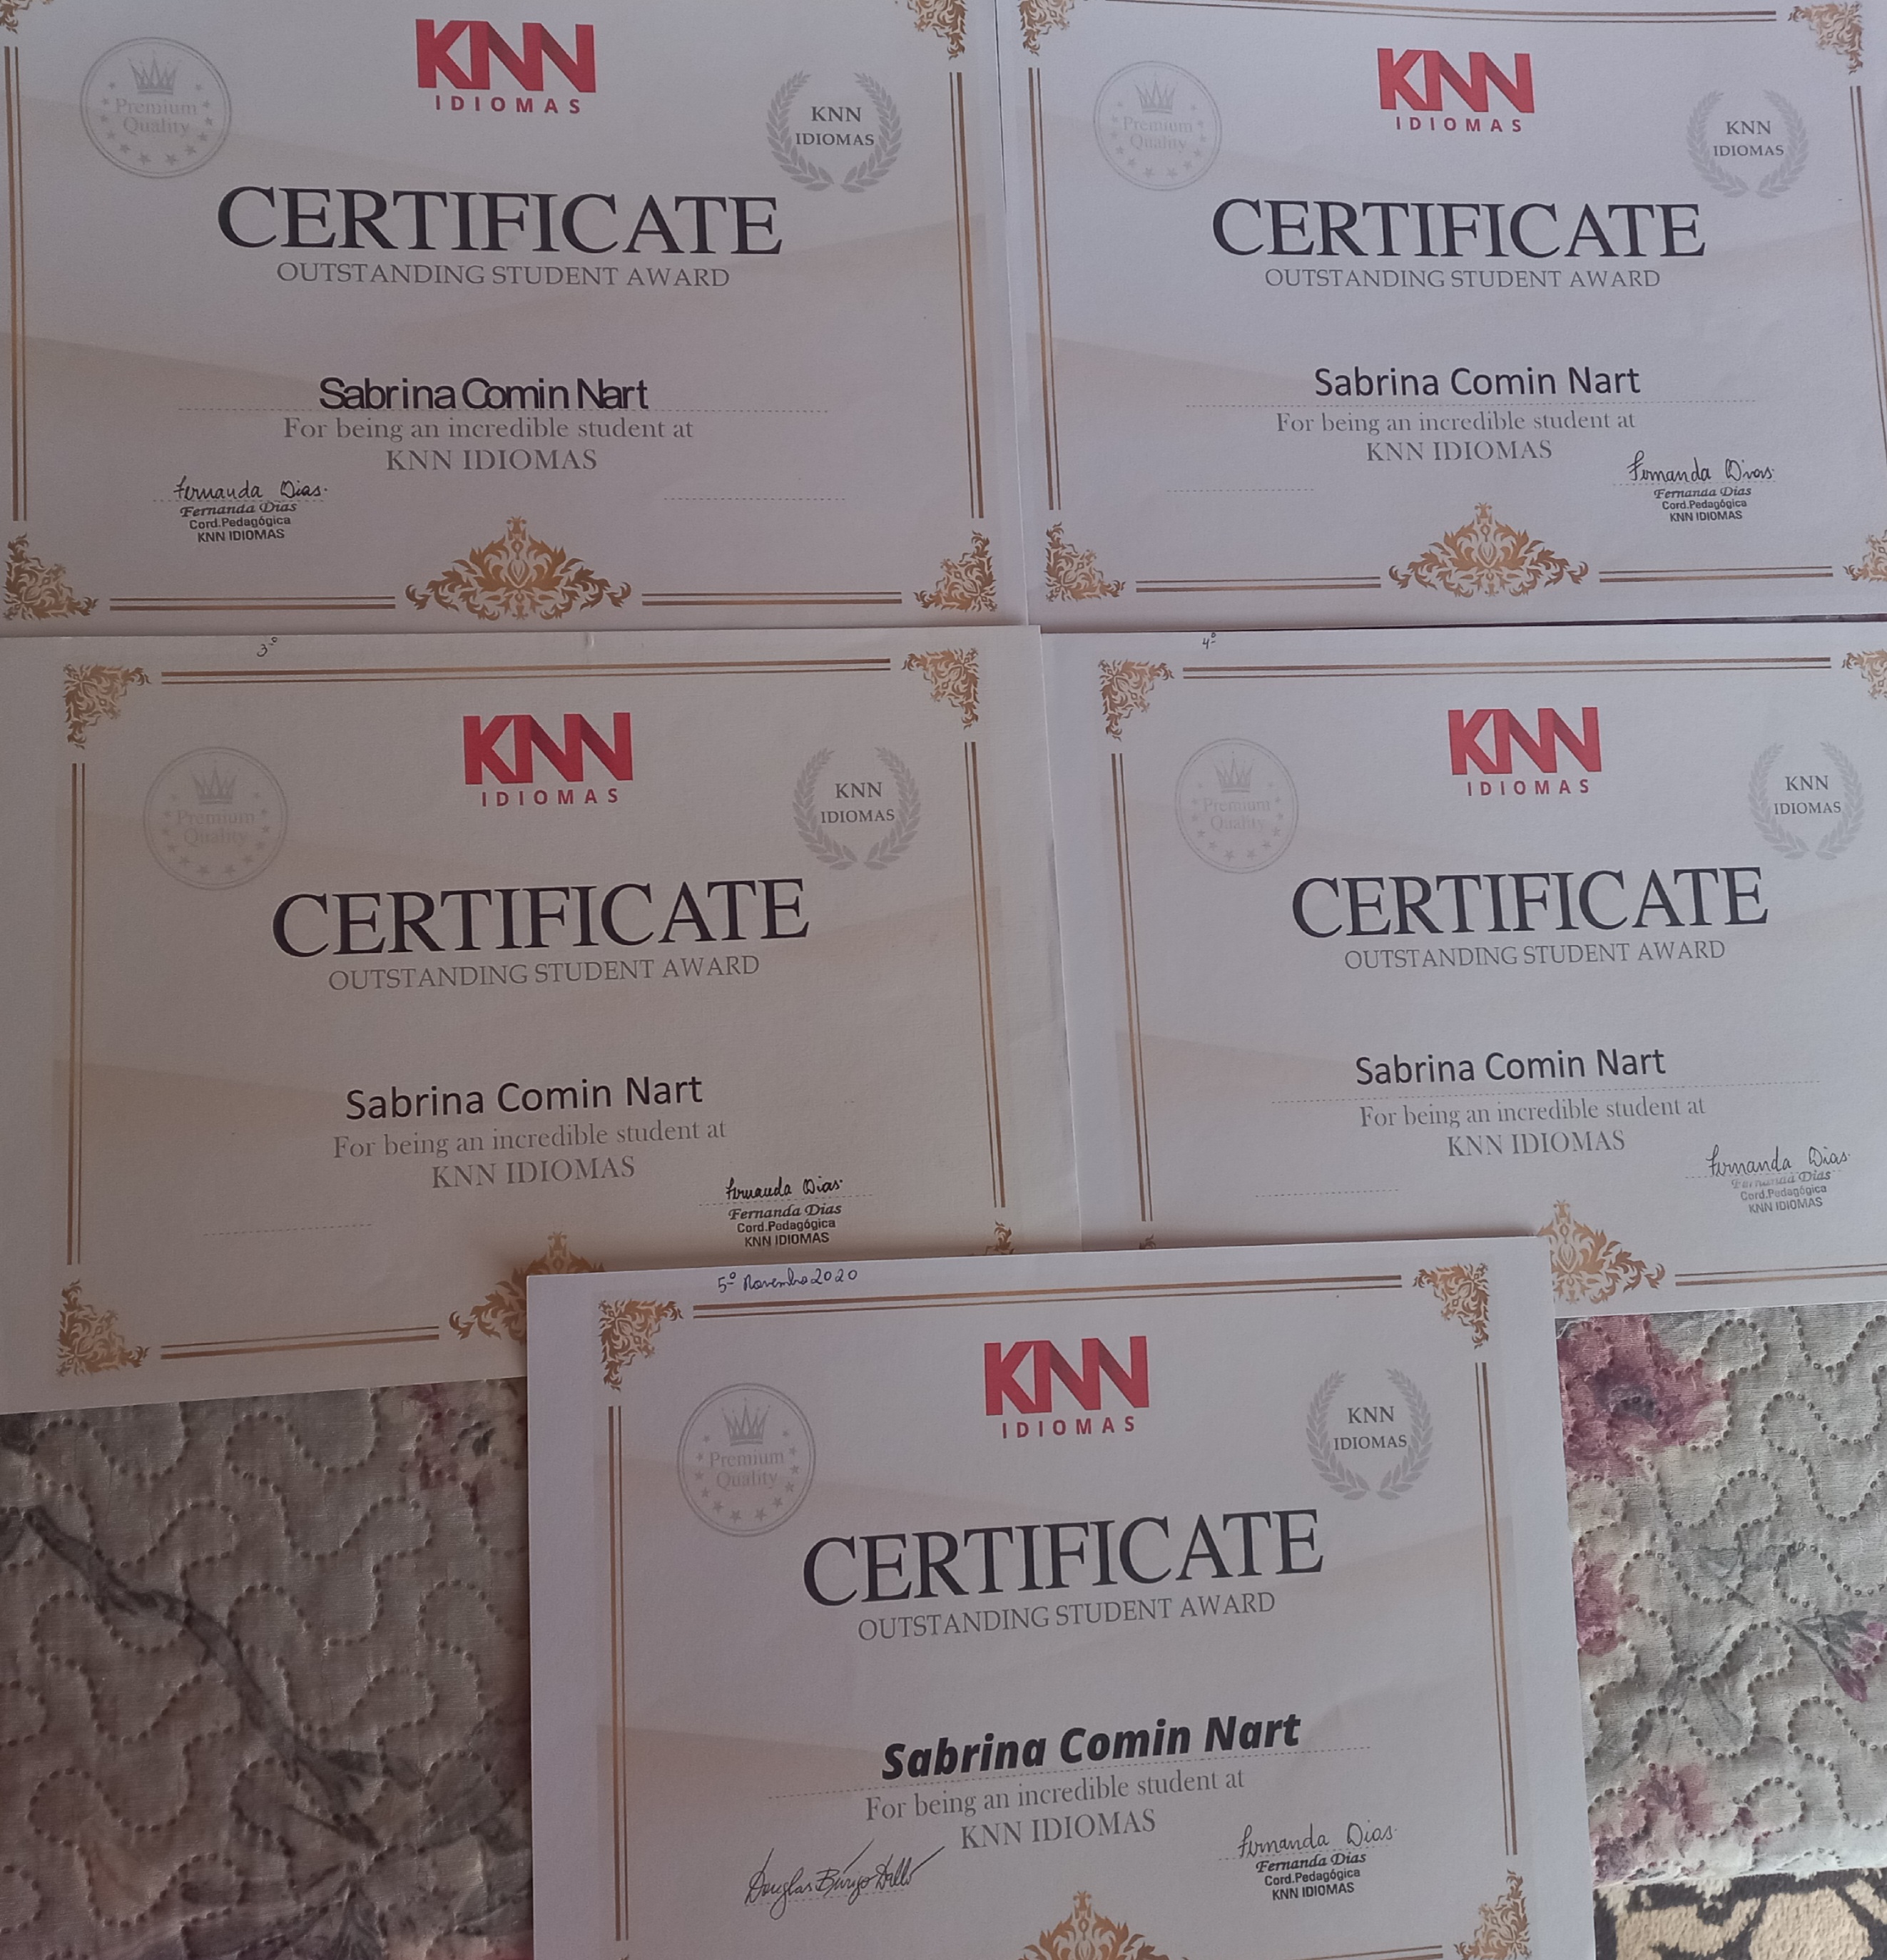 KNN
IDIOMAS
Premium
Quality
KNN
IDIOMAS
CERTIFICATE
OUTSTANDING STUDENT AWARD
Sabrina Comin Nart
For being an incredible student at
KNN IDIOMAS
Fernanda Dias.
Fernanda Dias
Cord.Pedagógica
KNN IDIOMAS
KNN
IDIOMAS
Premium
Quality
KNN
IDIOMAS
CERTIFICATE
OUTSTANDING STUDENT AWARD
Sabrina Comin Nart
For being an incredible student at
KNN IDIOMAS
Fernanda Dias.
Fernanda Dias
Cord.Pedagógica
KNN IDIOMAS
3º
KNN
IDIOMAS
Premium
Quality
KNN
IDIOMAS
CERTIFICATE
OUTSTANDING STUDENT AWARD
Sabrina Comin Nart
For being an incredible student at
KNN IDIOMAS
Fernanda Dias.
Fernanda Dias
Cord.Pedagógica
KNN IDIOMAS
4º
KNN
IDIOMAS
Premium
Quality
KNN
IDIOMAS
CERTIFICATE
OUTSTANDING STUDENT AWARD
Sabrina Comin Nart
For being an incredible student at
KNN IDIOMAS
Fernanda Dias.
Fernanda Dias
Cord.Pedagógica
KNN IDIOMAS
5º Novembro 2020
KNN
IDIOMAS
Premium
Quality
KNN
IDIOMAS
CERTIFICATE
OUTSTANDING STUDENT AWARD
Sabrina Comin Nart
For being an incredible student at
KNN IDIOMAS
Douglas Búrigo
Fernanda Dias.
Fernanda Dias
Cord.Pedagógica
KNN IDIOMAS